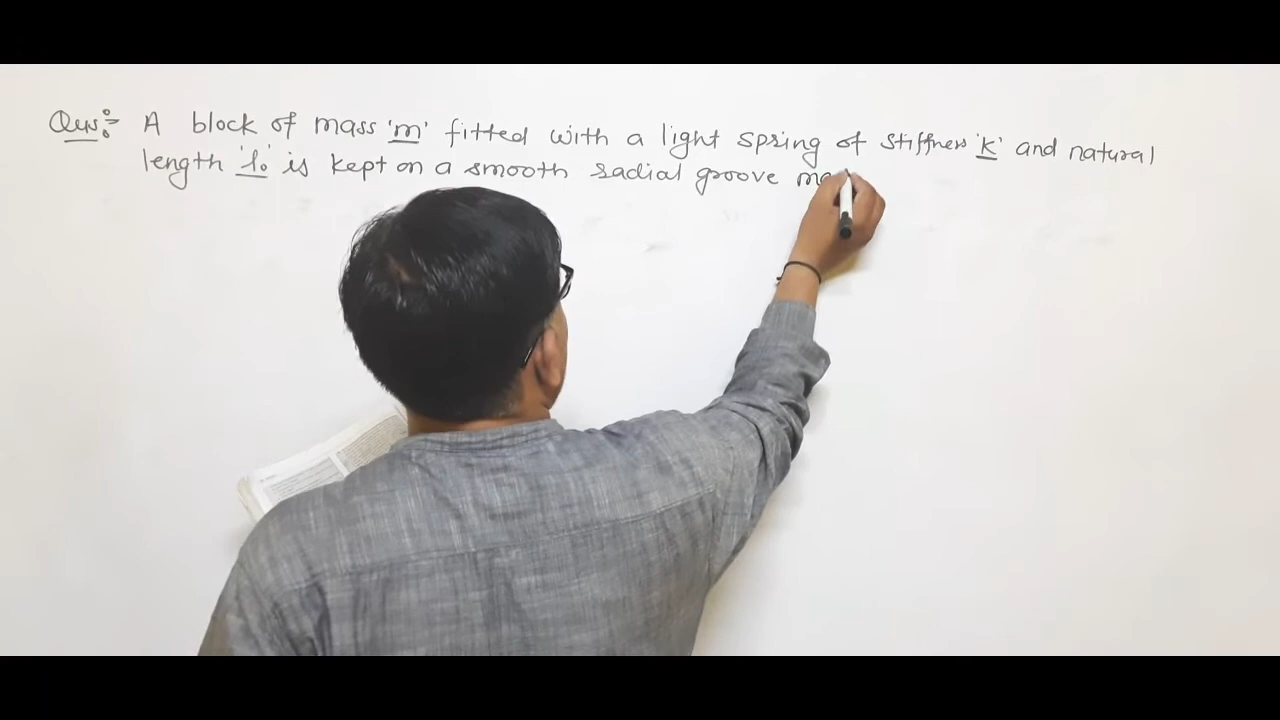 Ques:- A block of mass 'm' fitted with a light spring of stiffness 'k' and natural
length 'l₀' is kept on a smooth radial groove